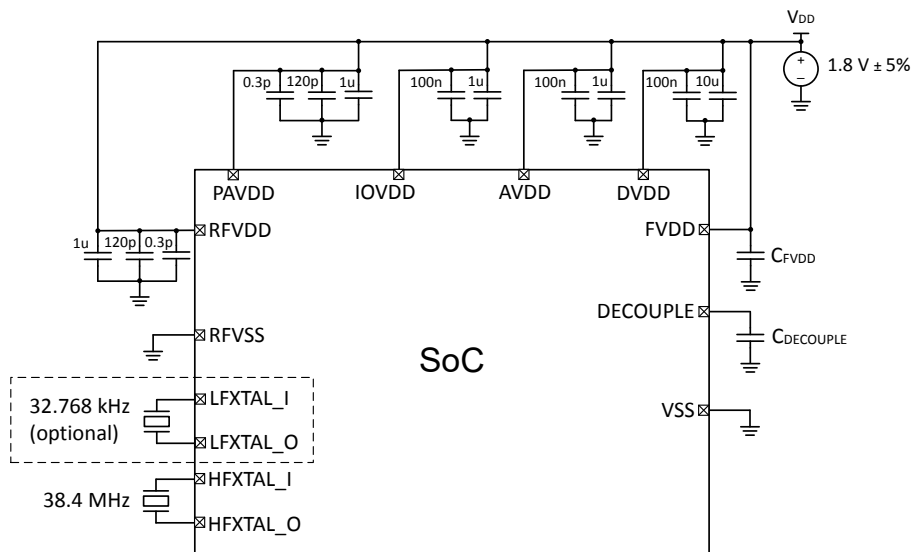 VDD
1.8 V ± 5%
0.3p
120p
1u
100n
1u
100n
1u
100n
10u
PAVDD
IOVDD
AVDD
DVDD
RFVDD
FVDD
1u
120p
0.3p
CFVDD
DECOUPLE
RFVSS
CDECOUPLE
SoC
32.768 kHz
(optional)
LFXTAL_I
LFXTAL_O
VSS
38.4 MHz
HFXTAL_I
HFXTAL_O